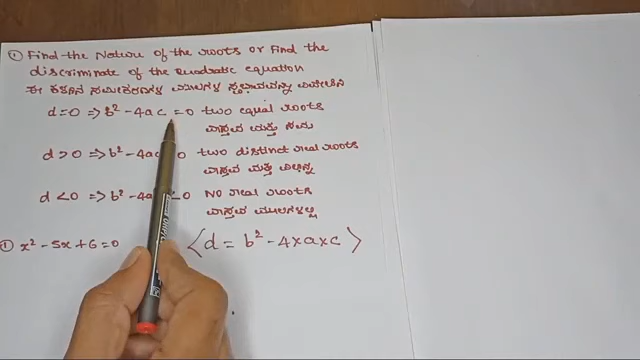 ① Find the Nature of the roots or Find the
discriminate of the Quadratic equation
ಈ ಕೆಳಗಿನ ಸಮೀಕರಣಗಳ ಮೂಲಗಳ ಸ್ವಭಾವವನ್ನು ವಿವೇಚಿಸಿ
d=0 ⇒ b² - 4ac = 0 two equal roots
ವಾಸ್ತವ ಮತ್ತು ಸಮ
d > 0 ⇒ b² - 4ac 0 two distinct real roots
ವಾಸ್ತವ ಮತ್ತು ಭಿನ್ನ
d < 0 ⇒ b² - 4ac < 0 No real roots
ವಾಸ್ತವ ಮೂಲಗಳಿಲ್ಲ
① x² - 5x + 6 = 0 ⟨ d = b² - 4×a×c ⟩